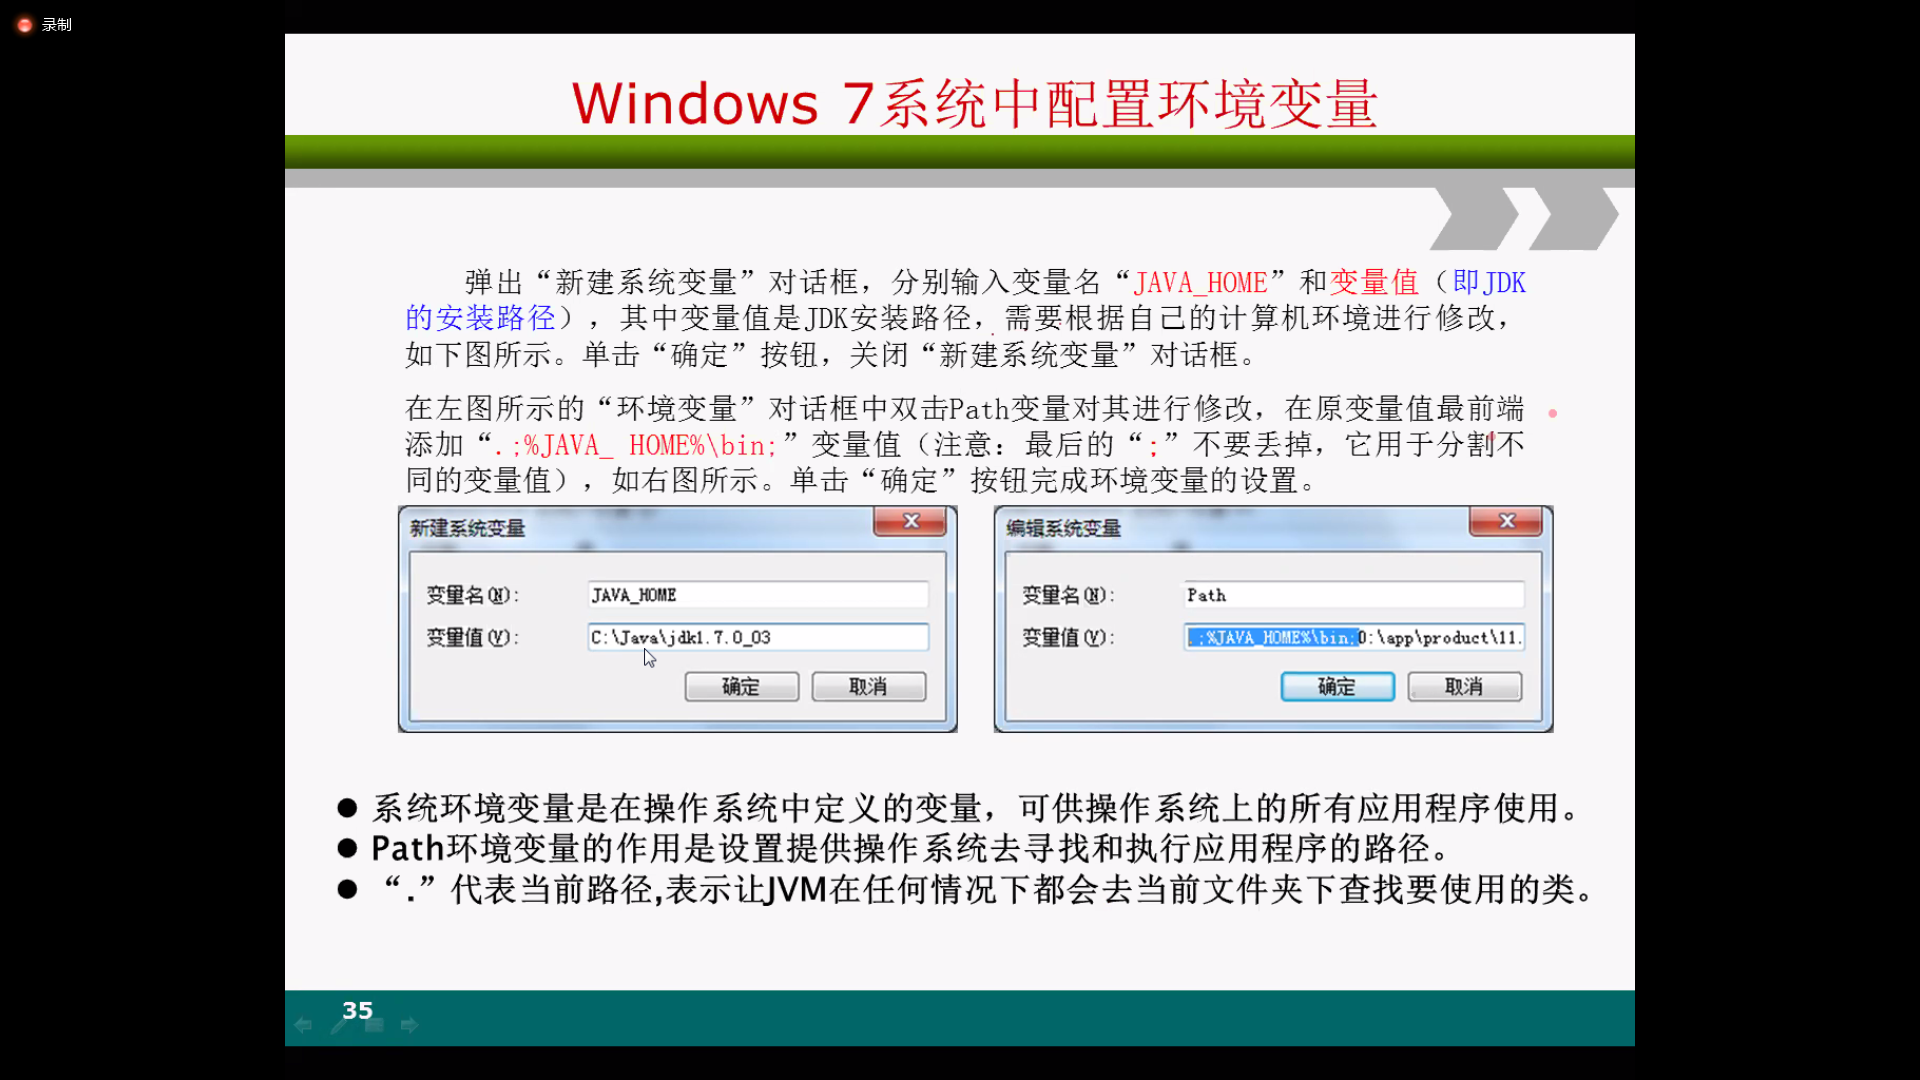 录制
Windows 7系统中配置环境变量
弹出“新建系统变量”对话框，分别输入变量名“JAVA_HOME”和变量值（即JDK
的安装路径），其中变量值是JDK安装路径，需要根据自己的计算机环境进行修改，
如下图所示。单击“确定”按钮，关闭“新建系统变量”对话框。
在左图所示的“环境变量”对话框中双击Path变量对其进行修改，在原变量值最前端
添加“.;%JAVA_ HOME%\bin;”变量值（注意：最后的“;”不要丢掉，它用于分割不
同的变量值），如右图所示。单击“确定”按钮完成环境变量的设置。
新建系统变量
变量名(N): JAVA_HOME
变量值(V): C:\Java\jdk1.7.0_03
确定 取消
编辑系统变量
变量名(N): Path
变量值(V): .;%JAVA_HOME%\bin;D:\app\product\11.
确定 取消
● 系统环境变量是在操作系统中定义的变量，可供操作系统上的所有应用程序使用。
● Path环境变量的作用是设置提供操作系统去寻找和执行应用程序的路径。
● “.”代表当前路径,表示让JVM在任何情况下都会去当前文件夹下查找要使用的类。
35